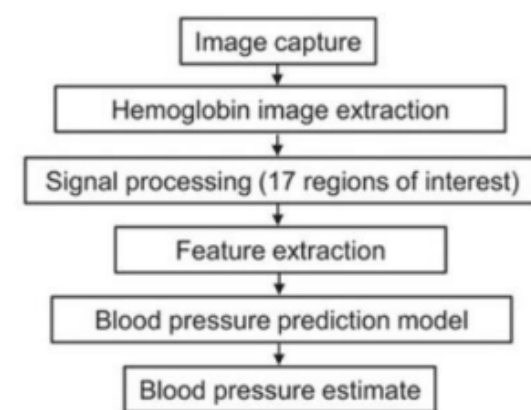 Image capture
Hemoglobin image extraction
Signal processing (17 regions of interest)
Feature extraction
Blood pressure prediction model
Blood pressure estimate